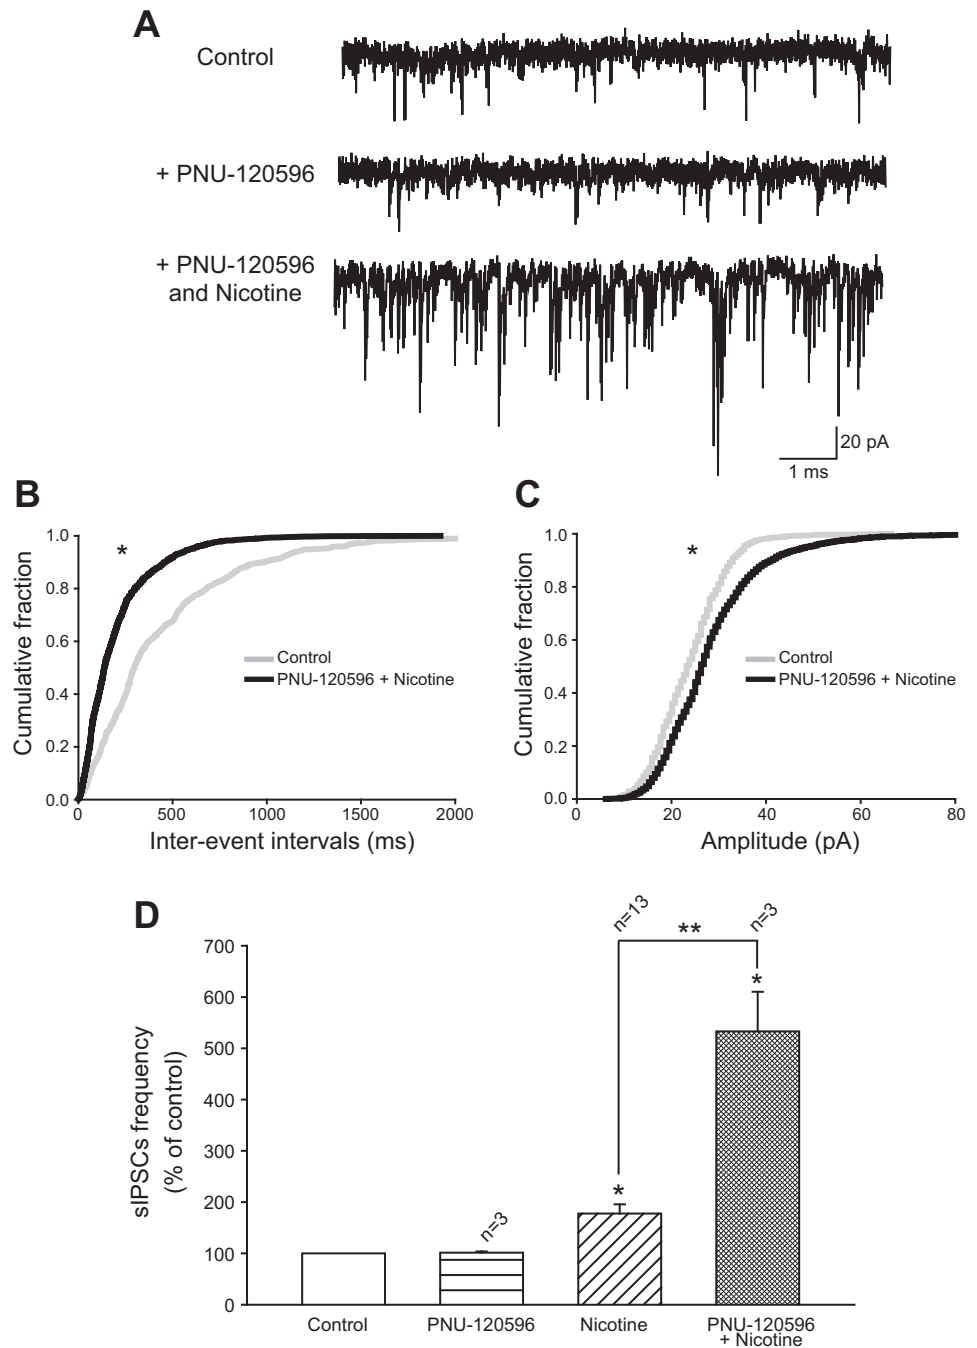 A
Control
+ PNU-120596
+ PNU-120596
and Nicotine
20 pA
1 ms
B
Cumulative fraction
1.0
0.8
0.6
0.4
0.2
0.0
*
Control
PNU-120596 + Nicotine
0
500
1000
1500
2000
Inter-event intervals (ms)
C
Cumulative fraction
1.0
0.8
0.6
0.4
0.2
0.0
*
Control
PNU-120596 + Nicotine
0
20
40
60
80
Amplitude (pA)
D
sIPSCs frequency
(% of control)
700
600
500
400
300
200
100
0
n=3
n=13
n=3
**
*
*
Control
PNU-120596
Nicotine
PNU-120596
+ Nicotine